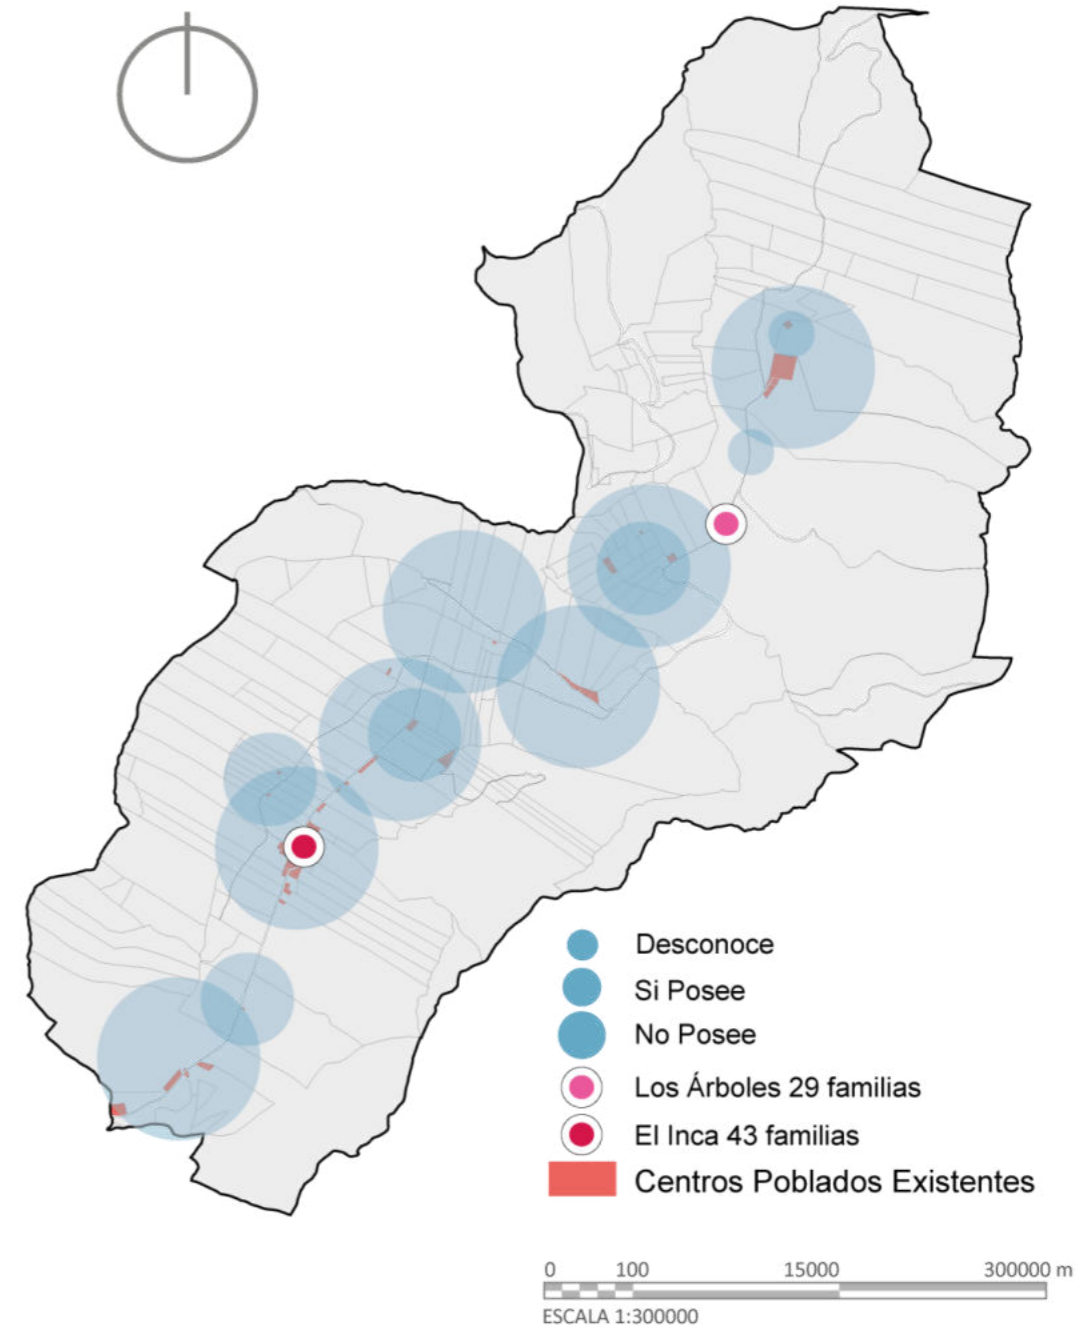 Desconoce
Si Posee
No Posee
Los Árboles 29 familias
El Inca 43 familias
Centros Poblados Existentes
0 100 15000 300000 m
ESCALA 1:300000